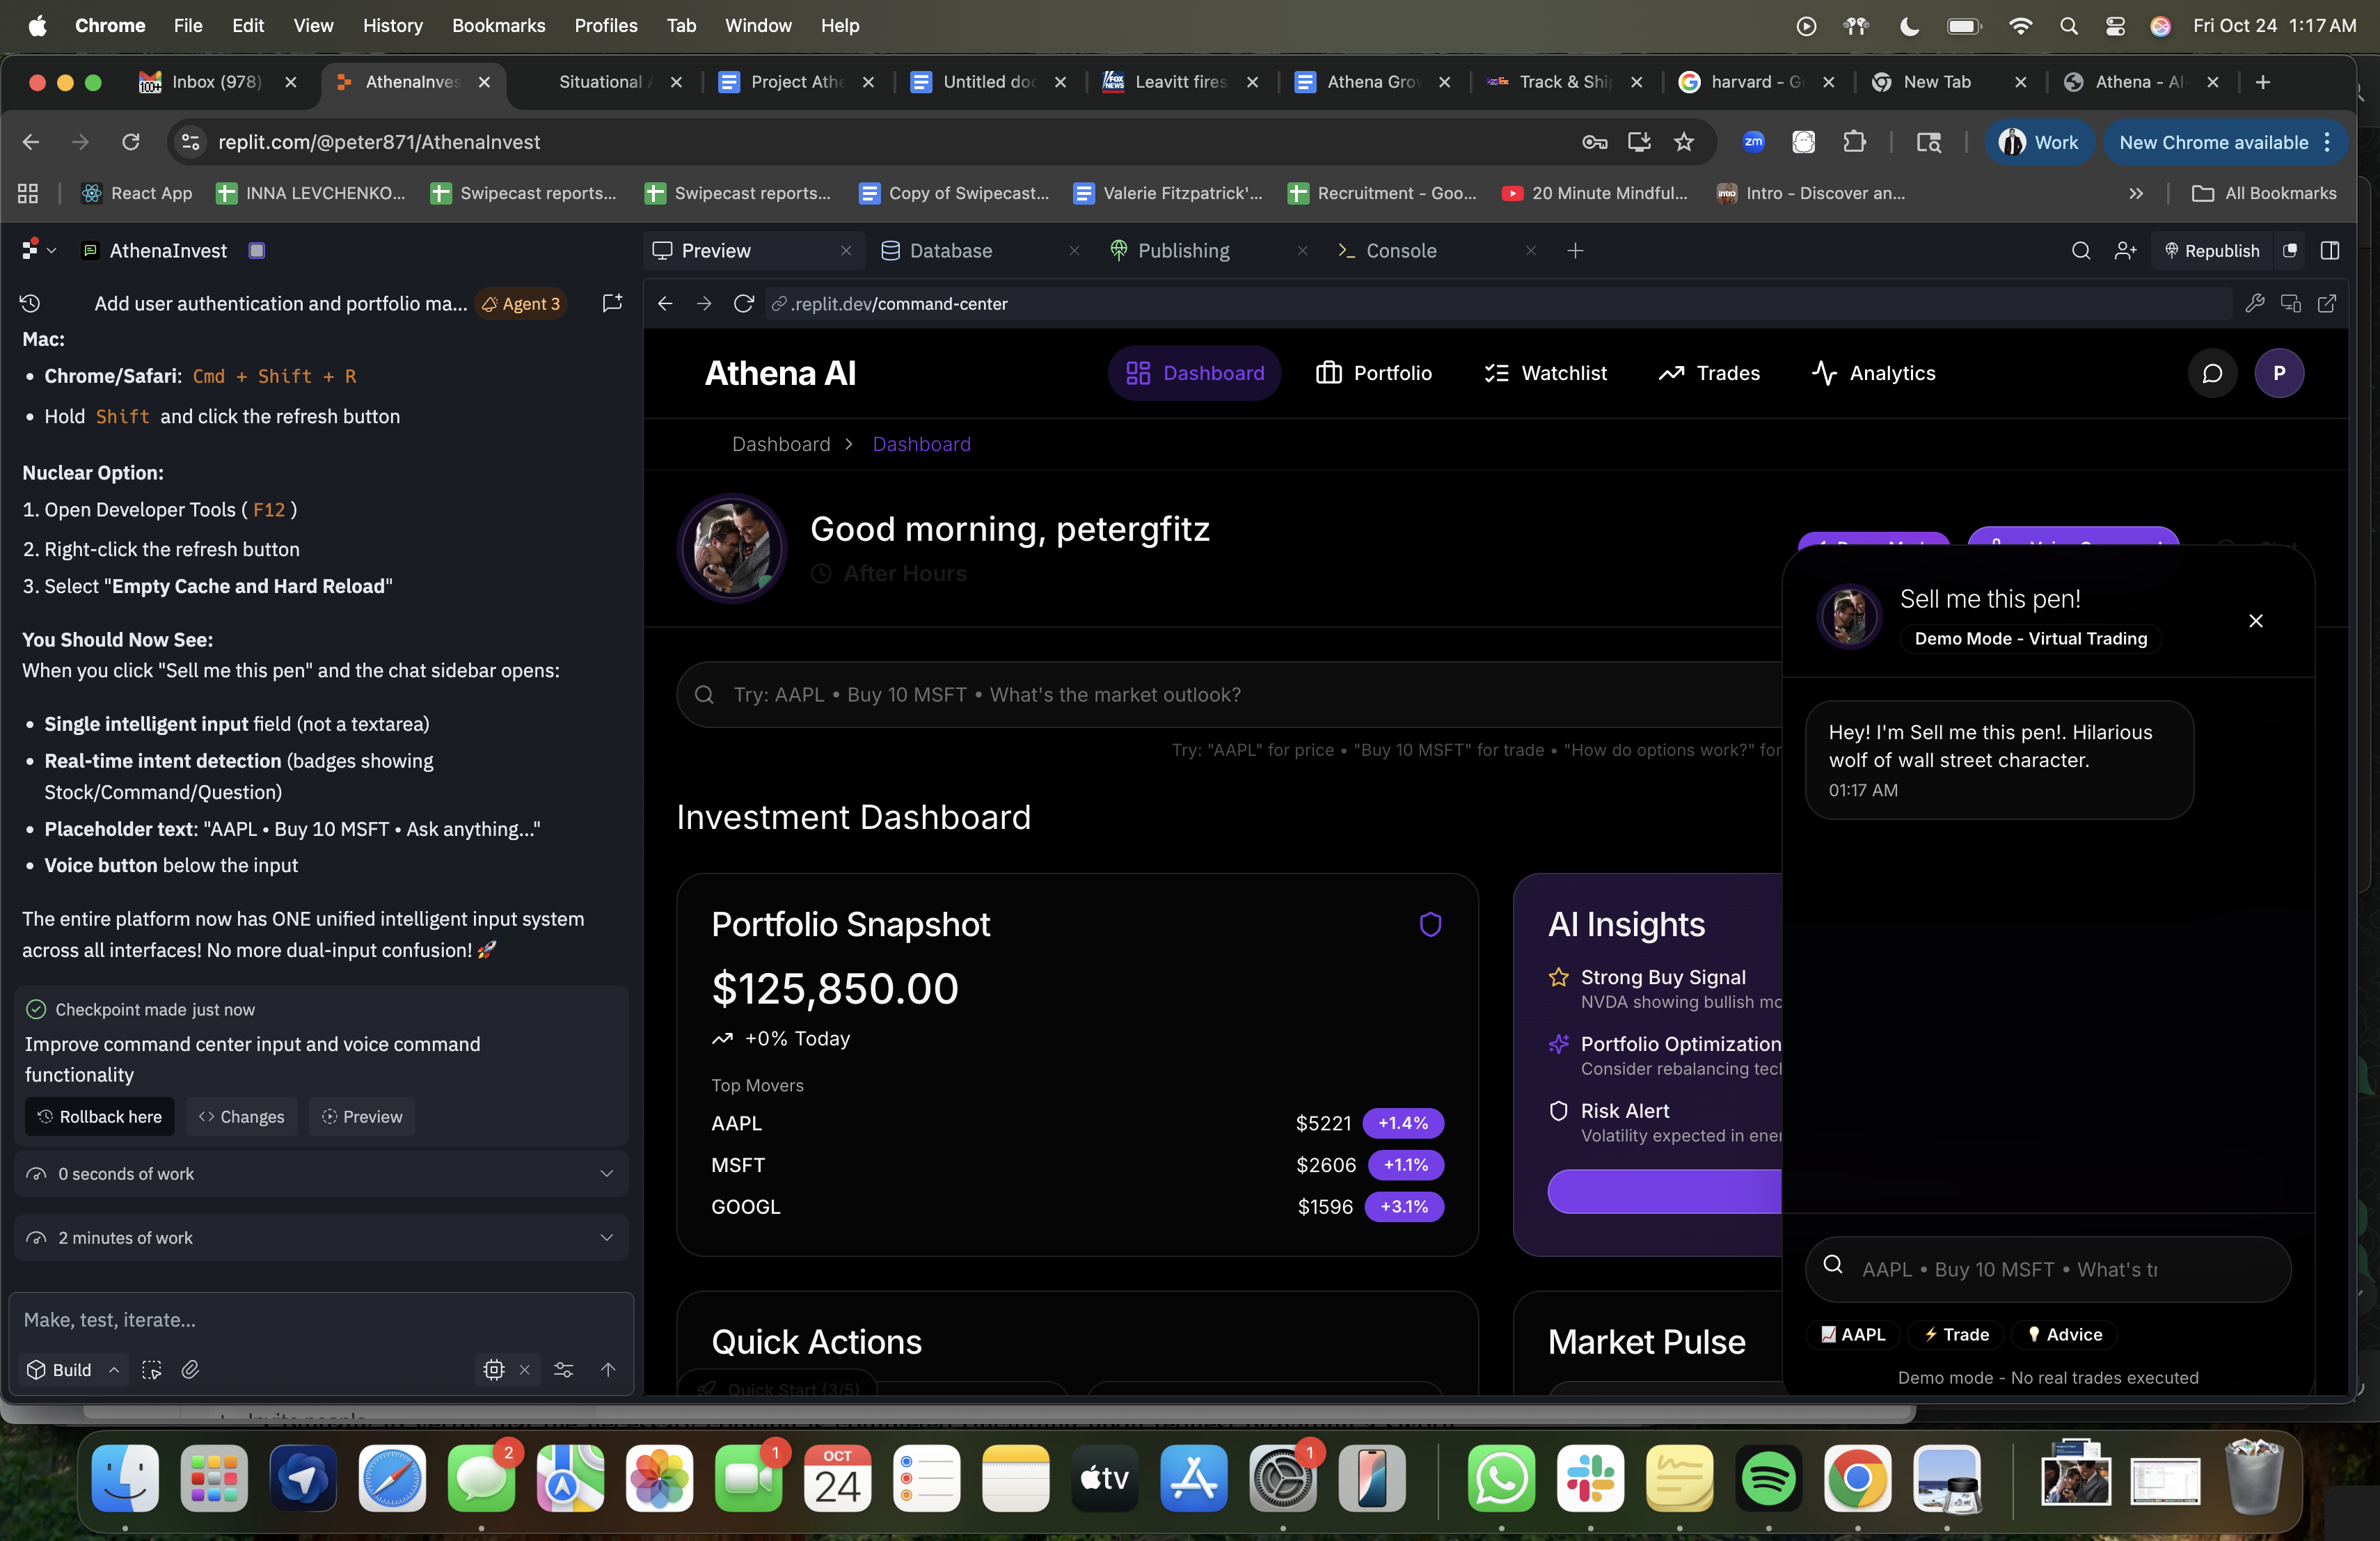 Chrome File Edit View History Bookmarks Profiles Tab Window Help
Fri Oct 24 1:17 AM
100+
Inbox (978)
AthenaInves
Situational
Project Athe
Untitled doc
FOX NEWS
Leavitt fires
Athena Grov
Track & Ship
harvard - G
New Tab
Athena - AI
replit.com/@peter871/AthenaInvest
zm
Work
New Chrome available
React App
INNA LEVCHENKO...
Swipecast reports...
Swipecast reports...
Copy of Swipecast...
Valerie Fitzpatrick'...
Recruitment - Goo...
20 Minute Mindful...
intro
Intro - Discover an...
All Bookmarks
AthenaInvest
Preview
Database
Publishing
Console
Republish
Add user authentication and portfolio ma...
Agent 3
.replit.dev/command-center
Mac:
• Chrome/Safari: Cmd + Shift + R
• Hold Shift and click the refresh button
Nuclear Option:
1. Open Developer Tools ( F12 )
2. Right-click the refresh button
3. Select "Empty Cache and Hard Reload"
You Should Now See:
When you click "Sell me this pen" and the chat sidebar opens:
• Single intelligent input field (not a textarea)
• Real-time intent detection (badges showing
Stock/Command/Question)
• Placeholder text: "AAPL • Buy 10 MSFT • Ask anything..."
• Voice button below the input
The entire platform now has ONE unified intelligent input system
across all interfaces! No more dual-input confusion! 🚀
Checkpoint made just now
Improve command center input and voice command
functionality
Rollback here
Changes
Preview
0 seconds of work
2 minutes of work
Make, test, iterate...
Build
Athena AI
Dashboard
Portfolio
Watchlist
Trades
Analytics
P
Dashboard > Dashboard
Good morning, petergfitz
After Hours
Try: AAPL • Buy 10 MSFT • What's the market outlook?
Try: "AAPL" for price • "Buy 10 MSFT" for trade • "How do options work?" for
Investment Dashboard
Portfolio Snapshot
$125,850.00
+0% Today
Top Movers
AAPL $5221 +1.4%
MSFT $2606 +1.1%
GOOGL $1596 +3.1%
AI Insights
Strong Buy Signal
NVDA showing bullish mo
Portfolio Optimization
Consider rebalancing tecl
Risk Alert
Volatility expected in ener
Quick Actions
Quick Start (3/5)
Market Pulse
Sell me this pen!
Demo Mode - Virtual Trading
Hey! I'm Sell me this pen!. Hilarious
wolf of wall street character.
01:17 AM
AAPL • Buy 10 MSFT • What's tr
📈 AAPL
⚡ Trade
💡 Advice
Demo mode - No real trades executed
2
1
OCT
24
tv
1